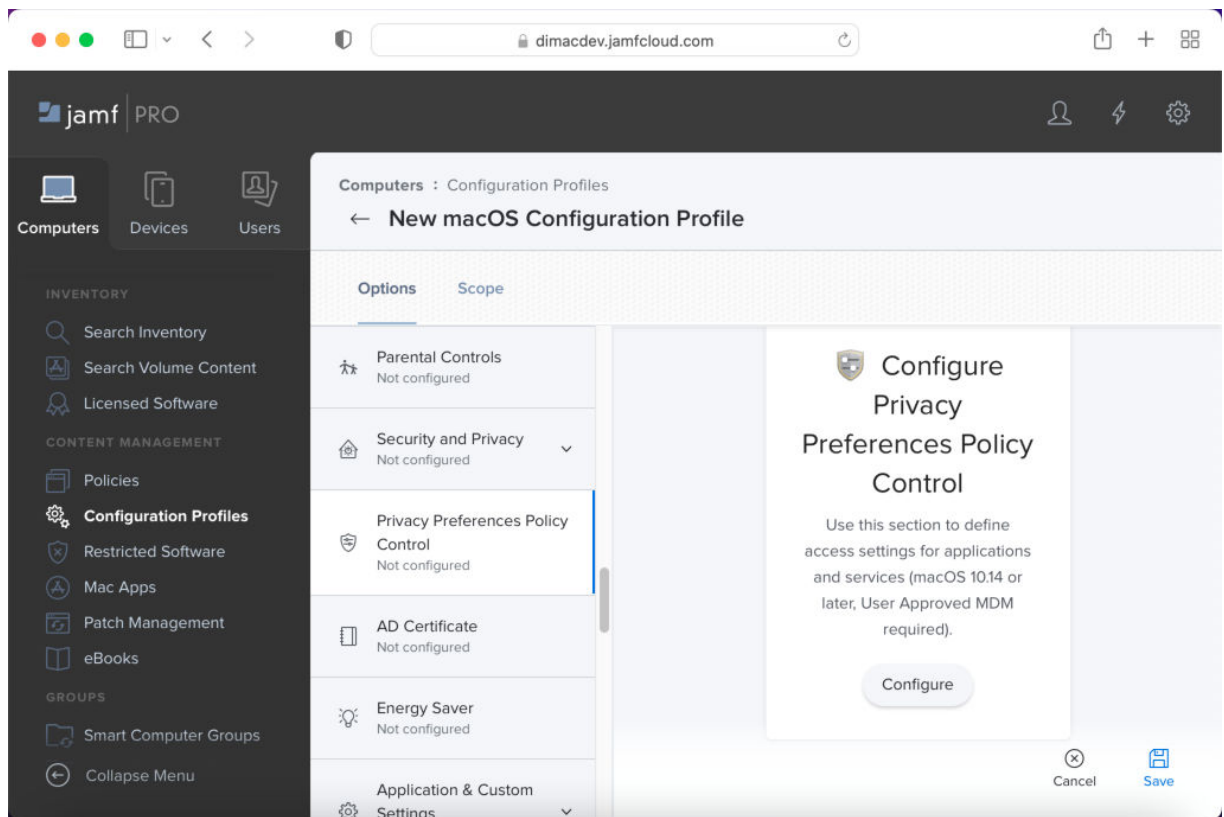 dimacdev.jamfcloud.com
jamf PRO
Computers
Devices
Users
INVENTORY
Search Inventory
Search Volume Content
Licensed Software
CONTENT MANAGEMENT
Policies
Configuration Profiles
Restricted Software
Mac Apps
Patch Management
eBooks
GROUPS
Smart Computer Groups
Collapse Menu
Computers : Configuration Profiles
← New macOS Configuration Profile
Options
Scope
Parental Controls
Not configured
Security and Privacy
Not configured
Privacy Preferences Policy
Control
Not configured
AD Certificate
Not configured
Energy Saver
Not configured
Application & Custom
Settings
Configure
Privacy
Preferences Policy
Control
Use this section to define
access settings for applications
and services (macOS 10.14 or
later, User Approved MDM
required).
Configure
Cancel
Save